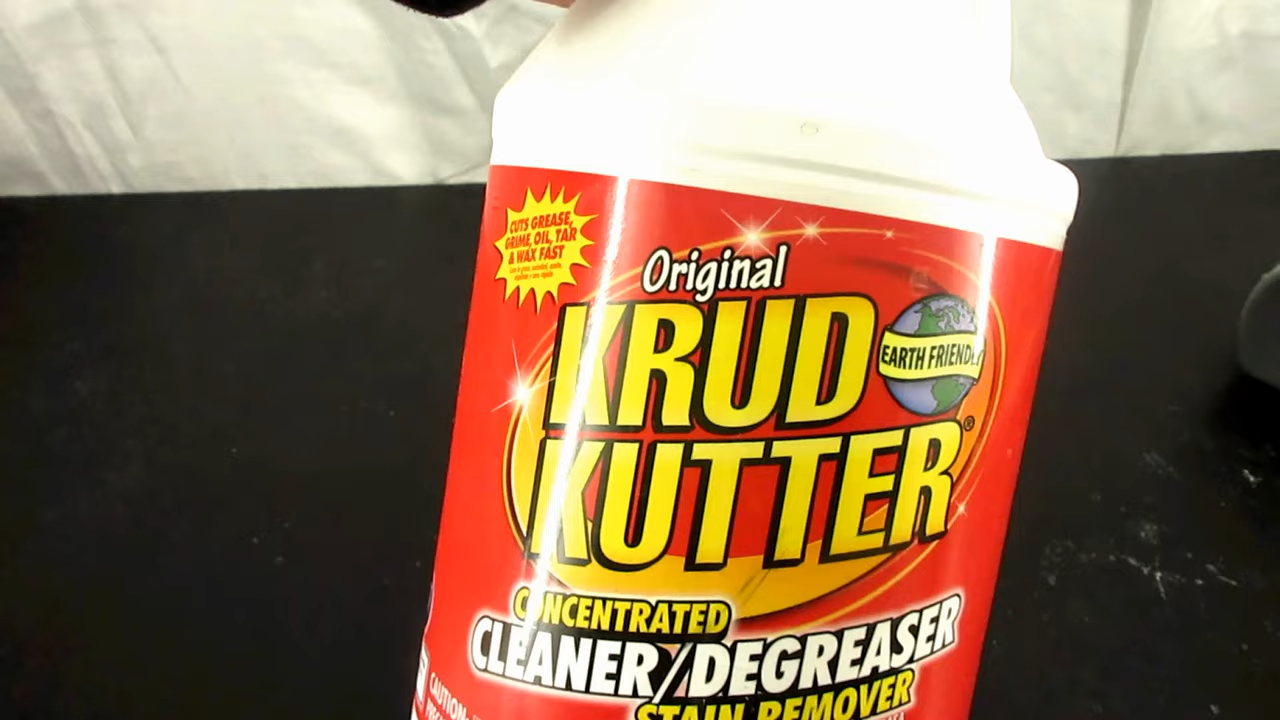 CUTS GREASE,
GRIME, OIL, TAR
& WAX FAST
Original
KRUD
EARTH FRIENDLY
KUTTER®
CONCENTRATED
CLEANER/DEGREASER
STAIN REMOVER
CAUTION: